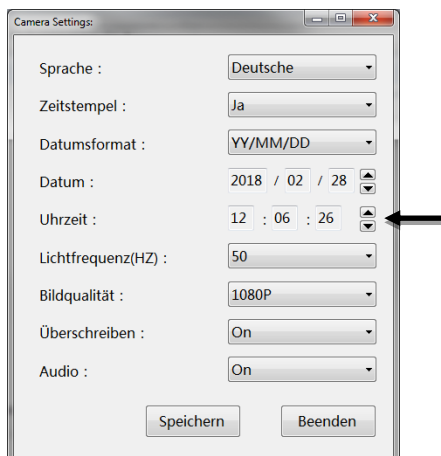 Camera Settings:
Sprache : Deutsche
Zeitstempel : Ja
Datumsformat : YY/MM/DD
Datum : 2018 / 02 / 28
Uhrzeit : 12 : 06 : 26
Lichtfrequenz(HZ) : 50
Bildqualität : 1080P
Überschreiben : On
Audio : On
Speichern Beenden